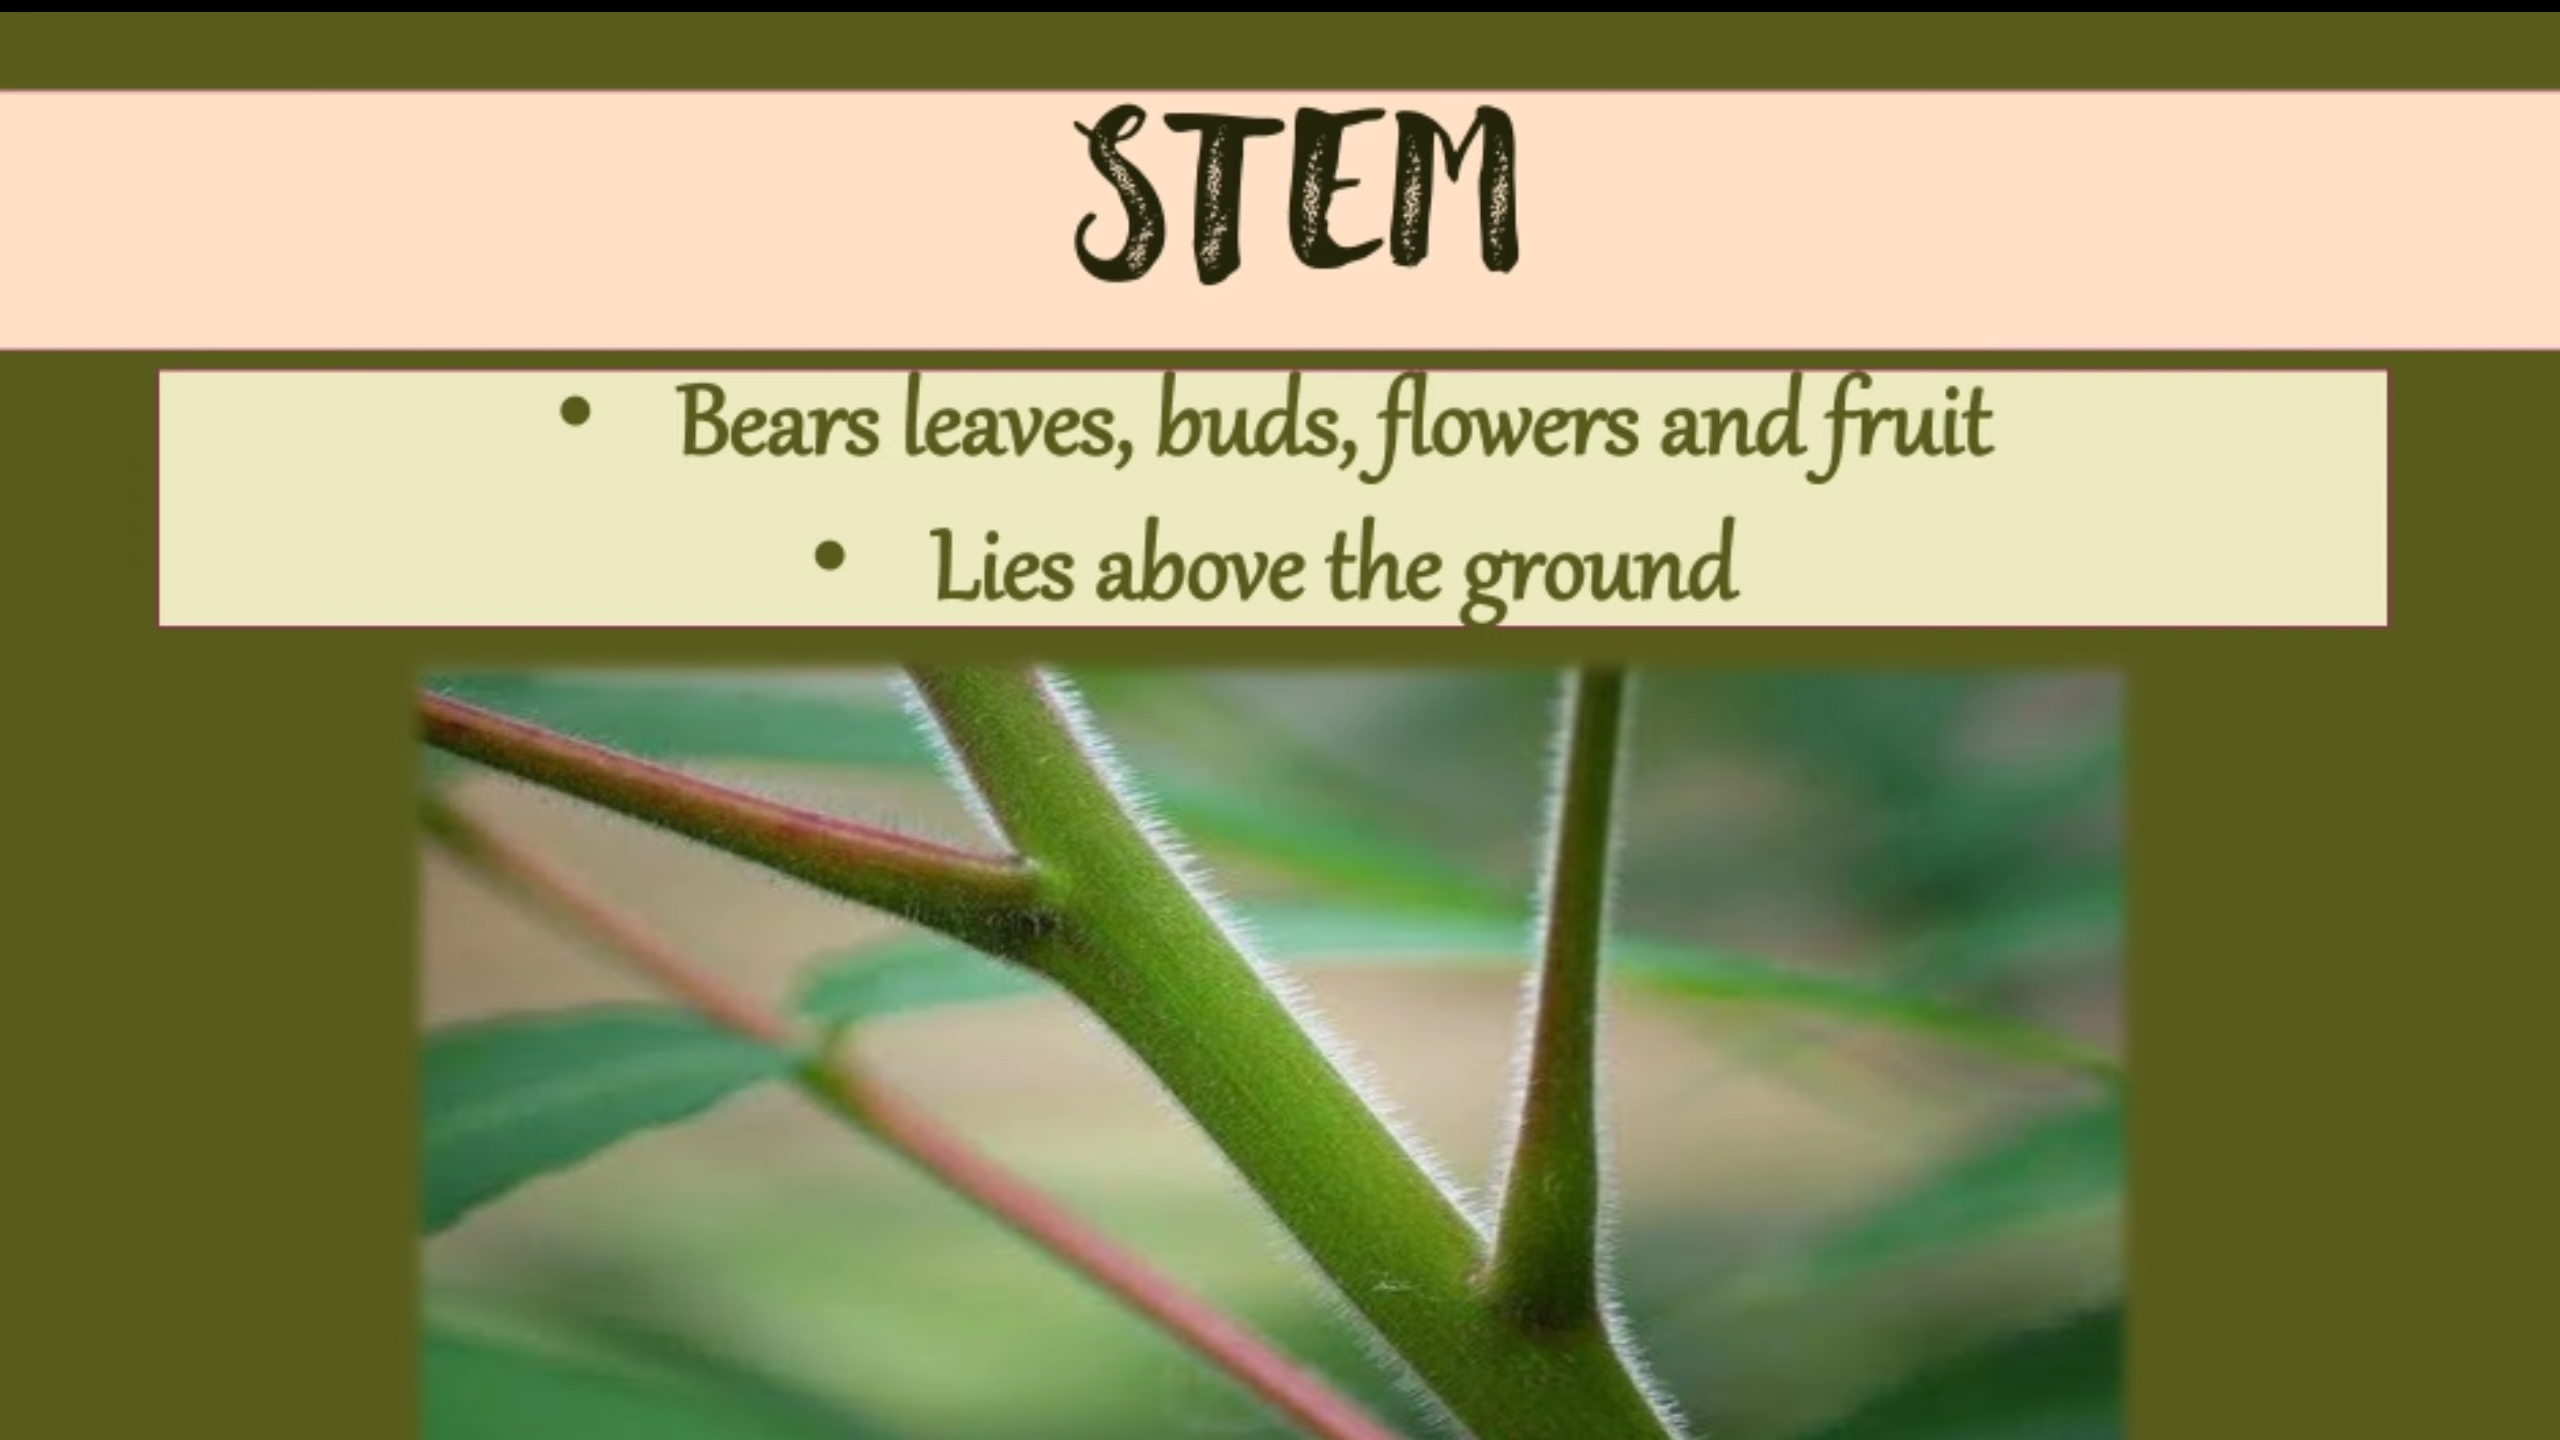 STEM
• Bears leaves, buds, flowers and fruit
• Lies above the ground